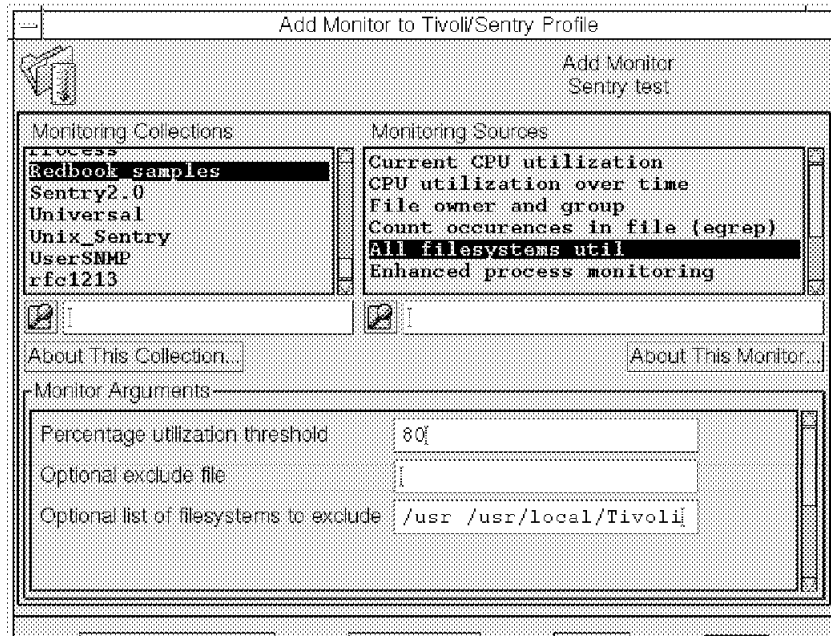 Add Monitor to Tivoli/Sentry Profile
Add Monitor
Sentry test
Monitoring Collections
Process
Redbook samples
Sentry2.0
Universal
Unix_Sentry
UserSNMP
rfc1213
Monitoring Sources
Current CPU utilization
CPU utilization over time
File owner and group
Count occurences in file (egrep)
All filesystems util
Enhanced process monitoring
About This Collection...
About This Monitor...
Monitor Arguments
Percentage utilization threshold
80
Optional exclude file
Optional list of filesystems to exclude
/usr /usr/local/Tivoli